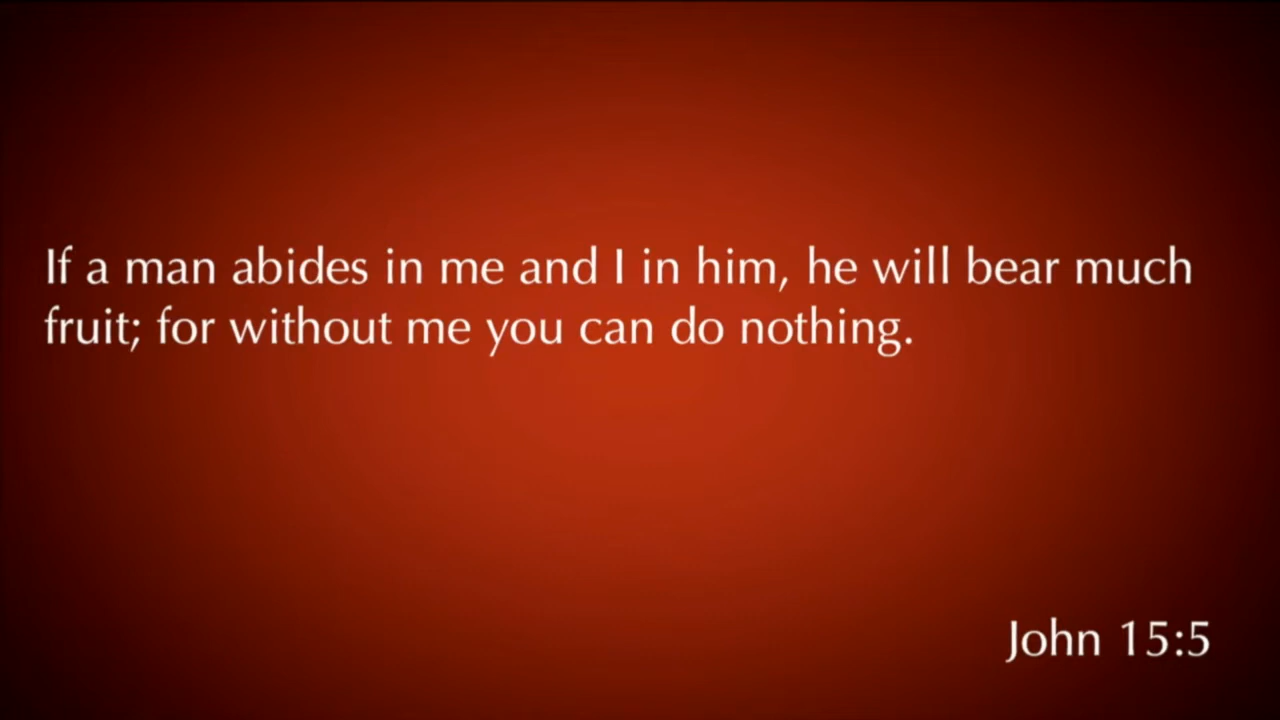 If a man abides in me and I in him, he will bear much
fruit; for without me you can do nothing.
John 15:5